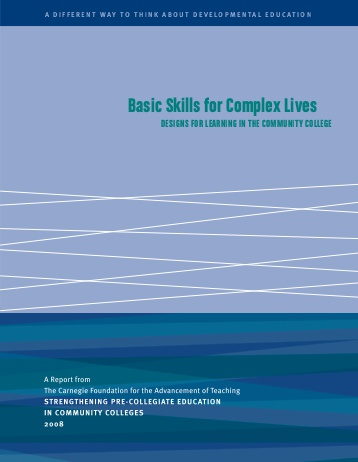 A DIFFERENT WAY TO THINK ABOUT DEVELOPMENTAL EDUCATION
Basic Skills for Complex Lives
DESIGNS FOR LEARNING IN THE COMMUNITY COLLEGE
A Report from
The Carnegie Foundation for the Advancement of Teaching
STRENGTHENING PRE-COLLEGIATE EDUCATION
IN COMMUNITY COLLEGES
2008